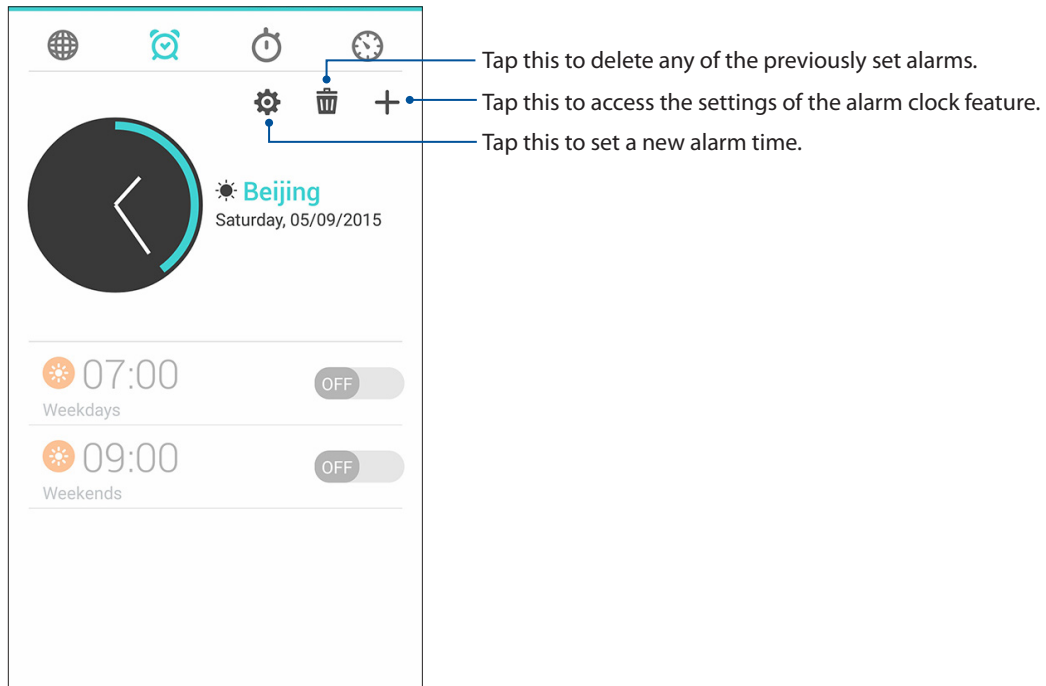 Tap this to delete any of the previously set alarms.
Tap this to access the settings of the alarm clock feature.
Tap this to set a new alarm time.
Beijing
Saturday, 05/09/2015
07:00
OFF
Weekdays
09:00
OFF
Weekends